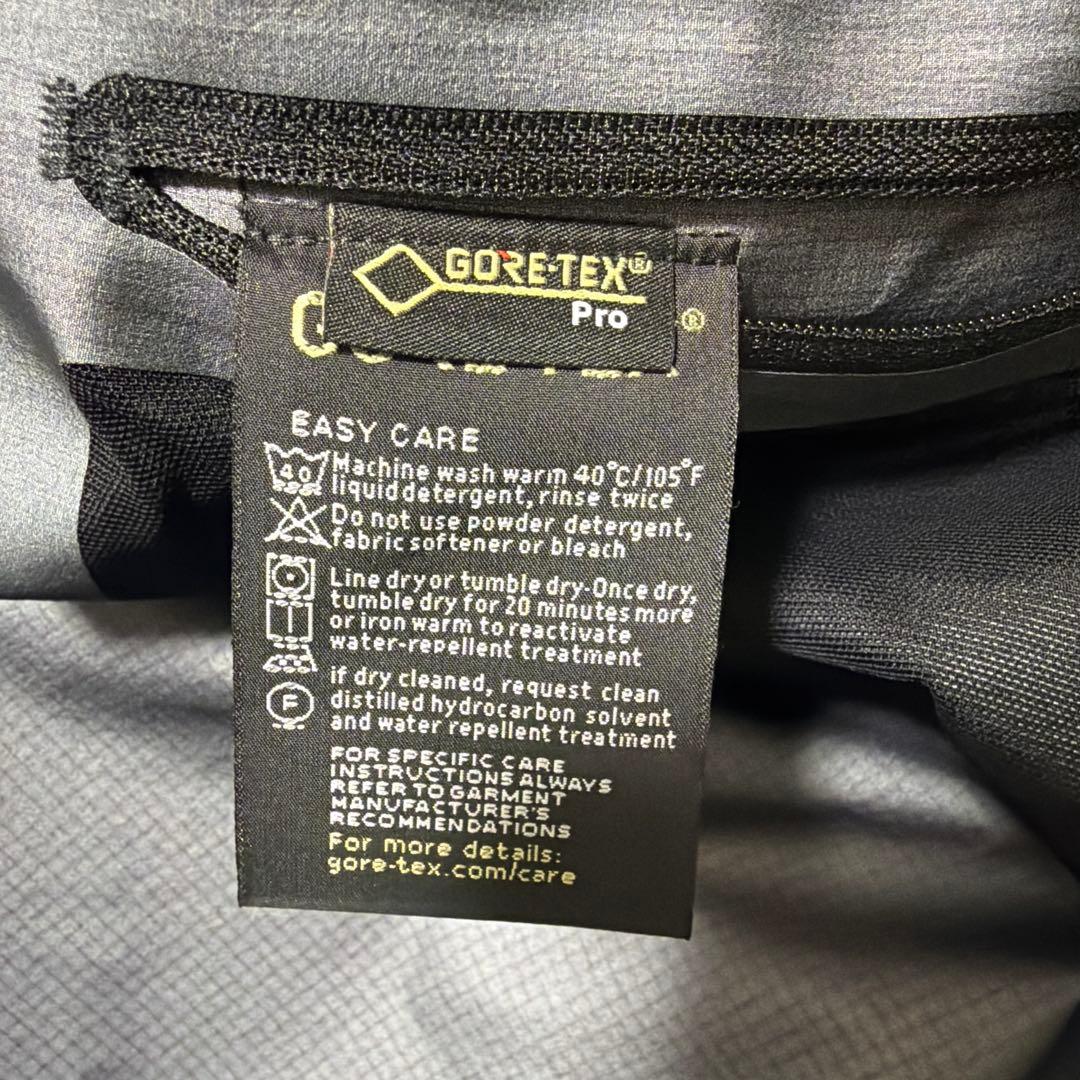 GORE-TEX®
Pro
®
EASY CARE
40
Machine wash warm 40°C/105°F
liquid detergent, rinse twice
Do not use powder detergent,
fabric softener or bleach
Line dry or tumble dry-Once dry,
tumble dry for 20 minutes more
or iron warm to reactivate
water-repellent treatment
F
if dry cleaned, request clean
distilled hydrocarbon solvent
and water repellent treatment
FOR SPECIFIC CARE
INSTRUCTIONS ALWAYS
REFER TO GARMENT
MANUFACTURER'S
RECOMMENDATIONS
For more details:
gore-tex.com/care